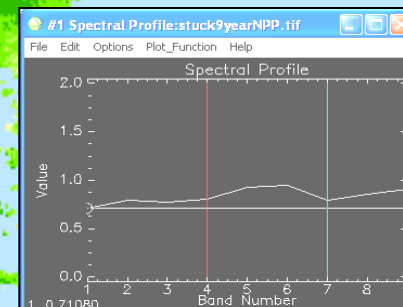 #1 Spectral Profile:stuck9yearNPP.tif
File Edit Options Plot_Function Help
Spectral Profile
2.0
1.5
1.0
0.5
0.0
Value
1 2 3 4 5 6 7 8
Band Number
1 0.71080